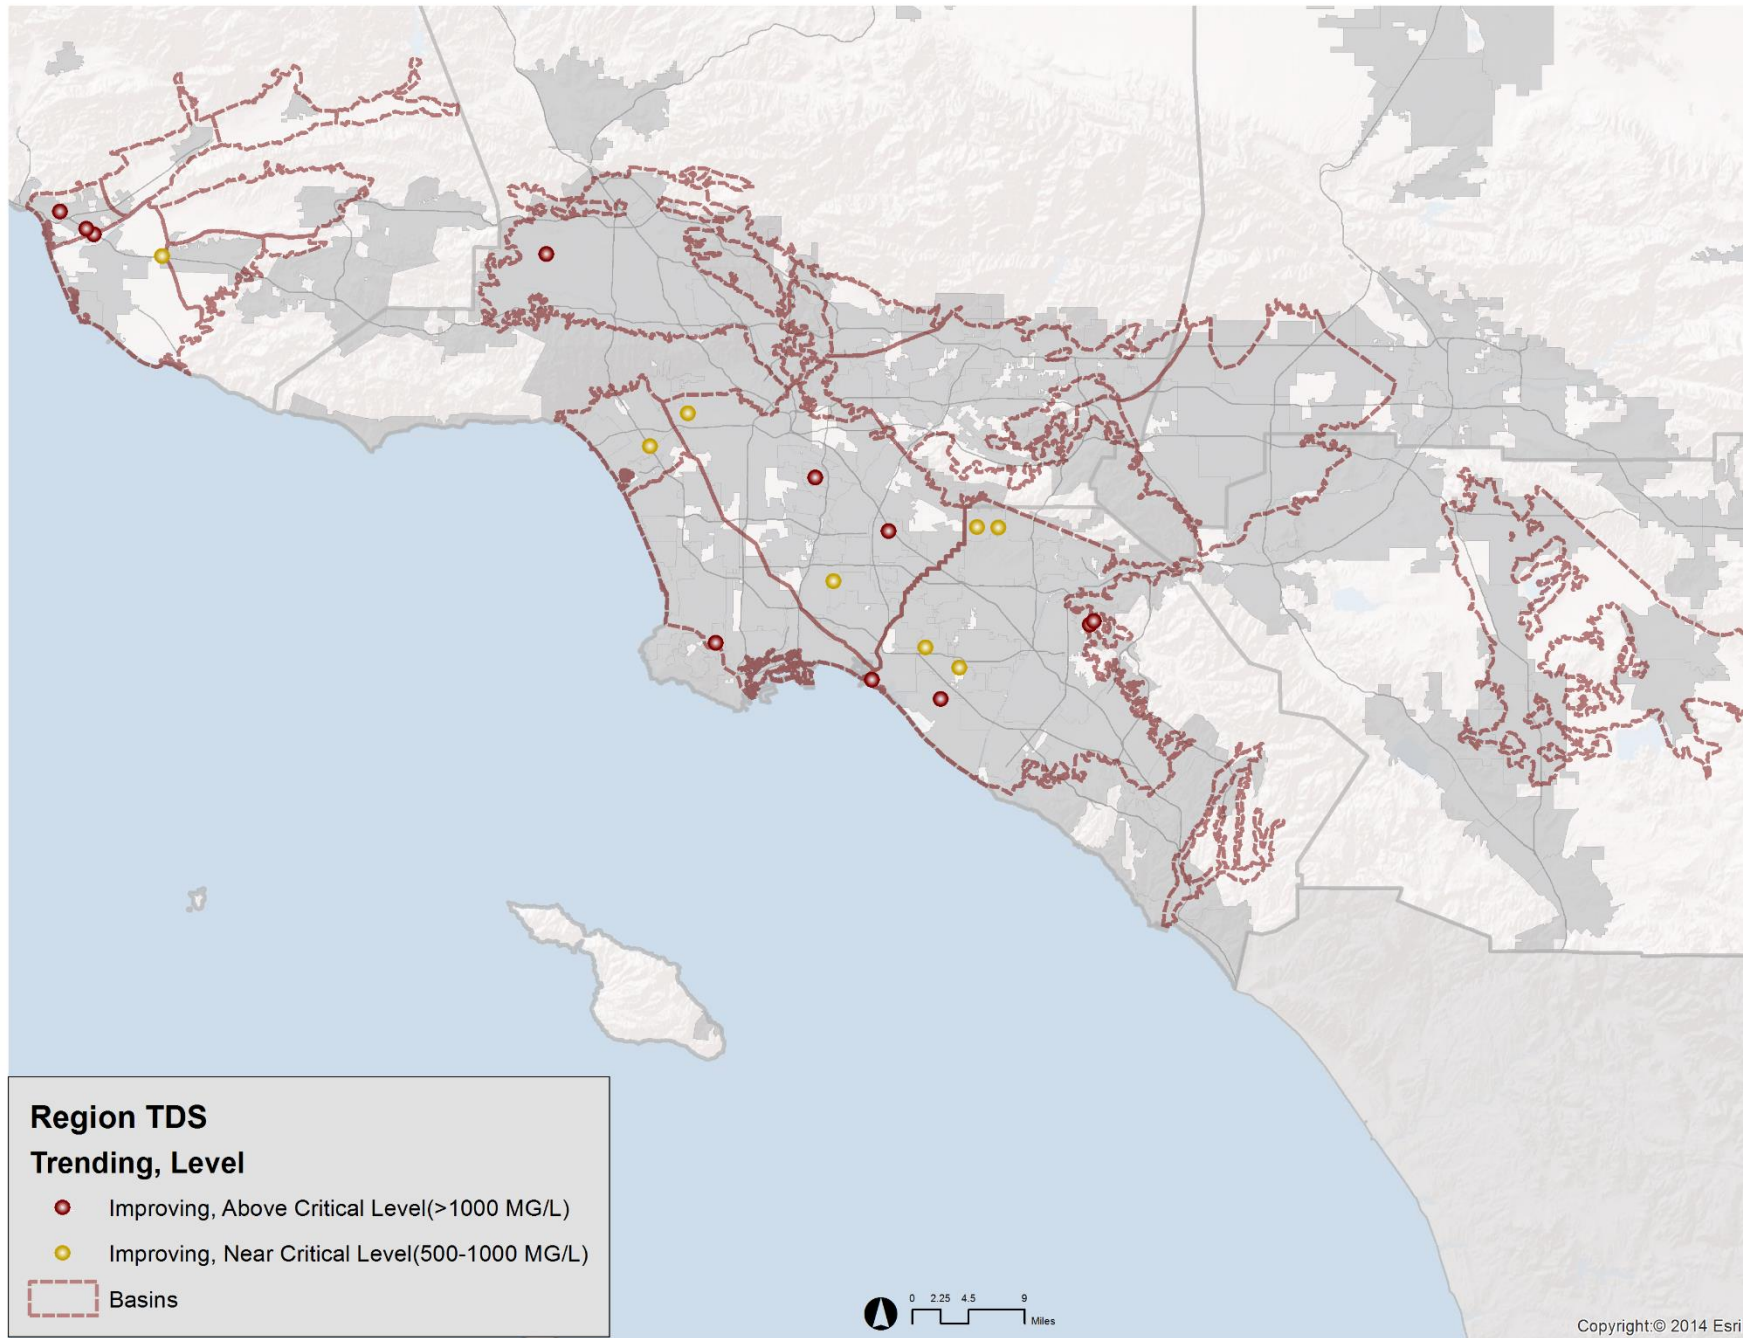 Region TDS
Trending, Level
Improving, Above Critical Level(>1000 MG/L)
Improving, Near Critical Level(500-1000 MG/L)
Basins
0 2.25 4.5 9
Miles
Copyright:© 2014 Esri